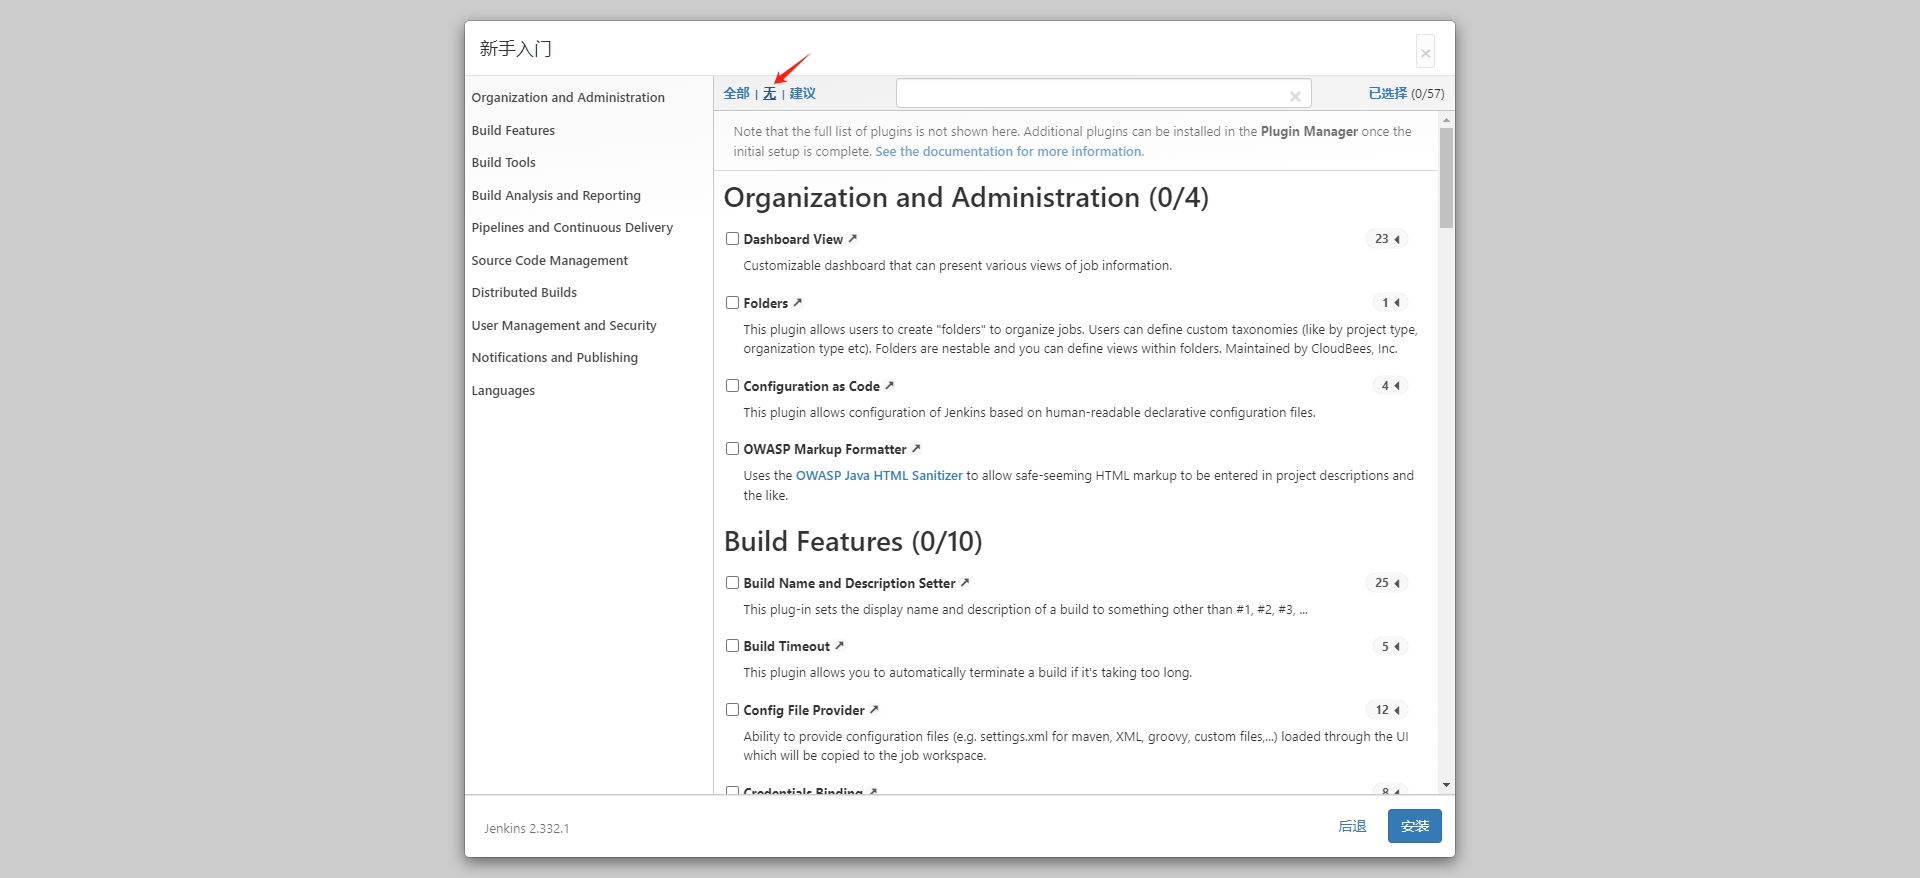 新手入门
×
Organization and Administration
Build Features
Build Tools
Build Analysis and Reporting
Pipelines and Continuous Delivery
Source Code Management
Distributed Builds
User Management and Security
Notifications and Publishing
Languages
全部 | 无 | 建议
×
已选择 (0/57)
Note that the full list of plugins is not shown here. Additional plugins can be installed in the Plugin Manager once the
initial setup is complete. See the documentation for more information.
Organization and Administration (0/4)
Dashboard View 23
Customizable dashboard that can present various views of job information.
Folders 1
This plugin allows users to create "folders" to organize jobs. Users can define custom taxonomies (like by project type,
organization type etc). Folders are nestable and you can define views within folders. Maintained by CloudBees, Inc.
Configuration as Code 4
This plugin allows configuration of Jenkins based on human-readable declarative configuration files.
OWASP Markup Formatter
Uses the OWASP Java HTML Sanitizer to allow safe-seeming HTML markup to be entered in project descriptions and
the like.
Build Features (0/10)
Build Name and Description Setter 25
This plug-in sets the display name and description of a build to something other than #1, #2, #3, ...
Build Timeout 5
This plugin allows you to automatically terminate a build if it's taking too long.
Config File Provider 12
Ability to provide configuration files (e.g. settings.xml for maven, XML, groovy, custom files,...) loaded through the UI
which will be copied to the job workspace.
Credentials Binding 8
Jenkins 2.332.1
后退
安装